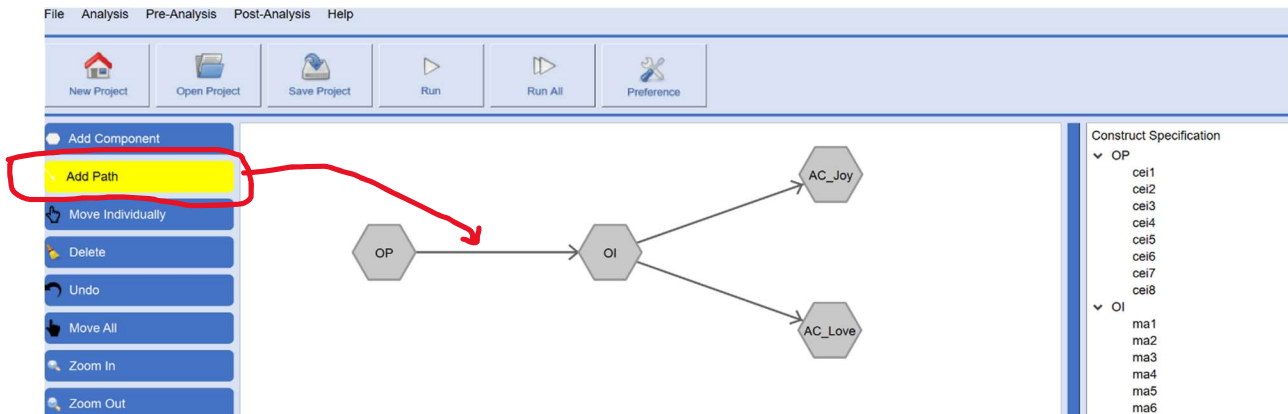 File Analysis Pre-Analysis Post-Analysis Help
New Project Open Project Save Project Run Run All Preference
Add Component
Add Path
Move Individually
Delete
Undo
Move All
Zoom In
Zoom Out
OP
OI
AC_Joy
AC_Love
Construct Specification
OP
cei1
cei2
cei3
cei4
cei5
cei6
cei7
cei8
OI
ma1
ma2
ma3
ma4
ma5
ma6